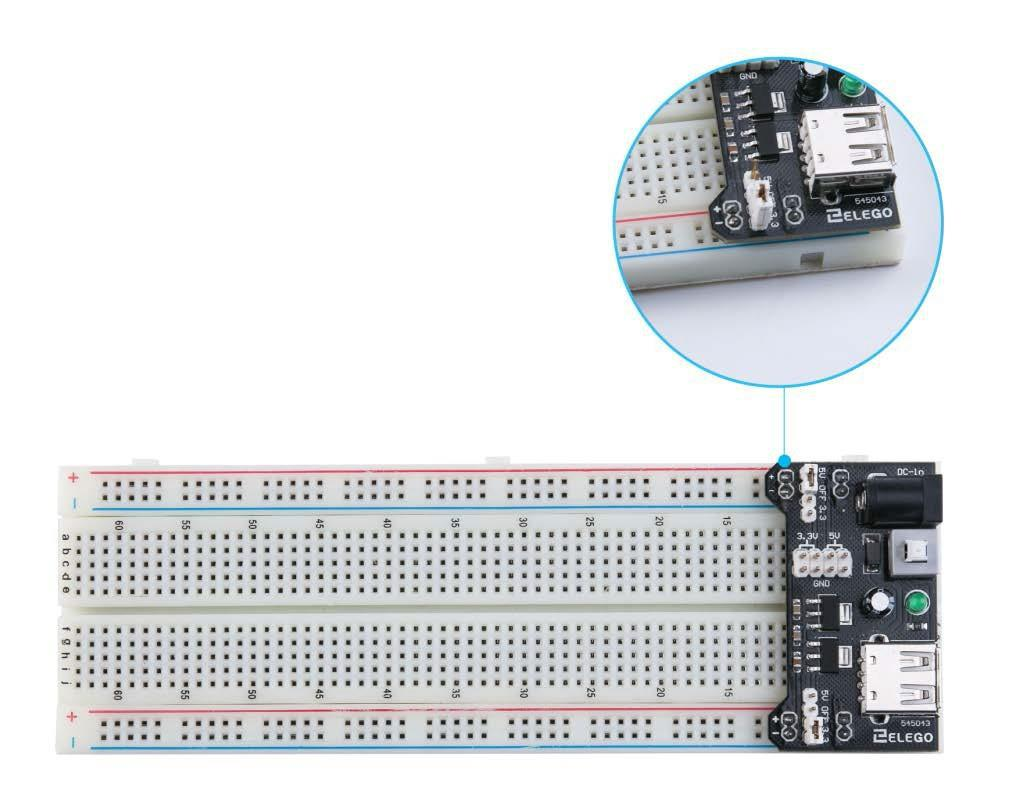 GND
15
5V OFF 3.3
+
−
545043
ELEGO
+
−
+
−
5V OFF 3.3
DC-in
60 55 50 45 40 35 30 25 20 15
a
b
c
d
e
3.3V 5V
GND
f
g
h
i
j
60 55 50 45 40 35 30 25 20 15
+
−
+
−
5V OFF 3.3
545043
ELEGO